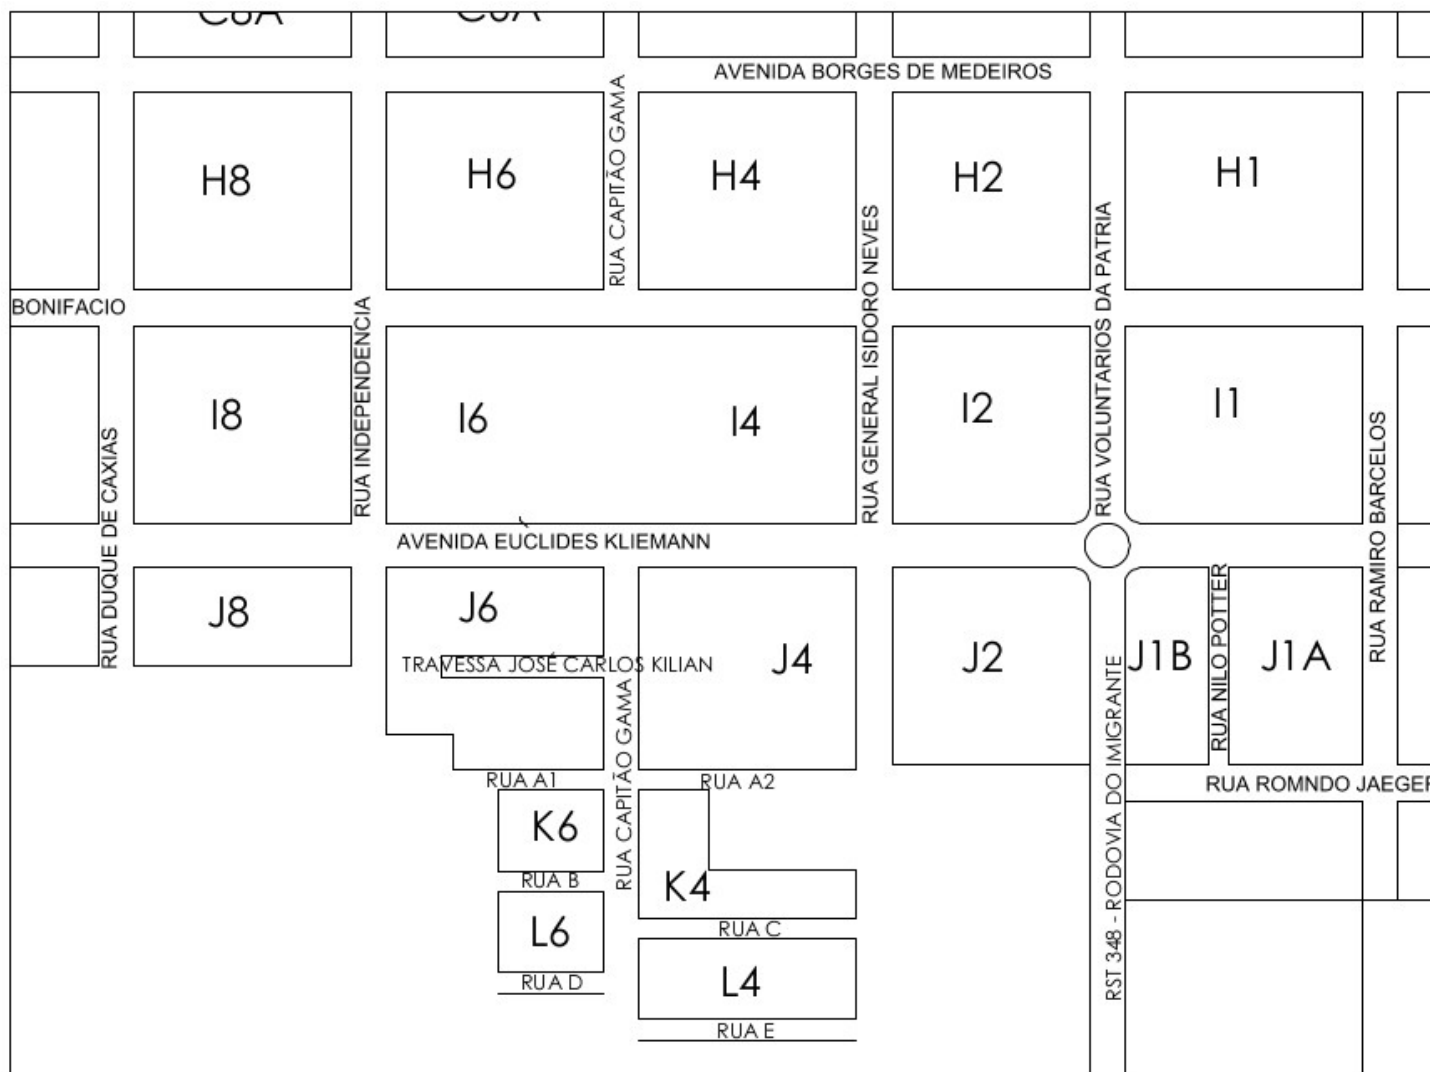 C8A
C6A
AVENIDA BORGES DE MEDEIROS
RUA CAPITÃO GAMA
H8
H6
H4
H2
H1
BONIFACIO
RUA INDEPENDENCIA
RUA GENERAL ISIDORO NEVES
RUA VOLUNTARIOS DA PATRIA
I8
I6
I4
I2
I1
RUA DUQUE DE CAXIAS
RUA RAMIRO BARCELOS
AVENIDA EUCLIDES KLIEMANN
J8
J6
J4
J2
J1B
RUA NILO POTTER
J1A
TRAVESSA JOSÉ CARLOS KILIAN
RUA CAPITÃO GAMA
RST 348 - RODOVIA DO IMIGRANTE
RUA A1
RUA A2
RUA ROMNDO JAEGER
K6
RUA B
K4
L6
RUA C
RUA D
L4
RUA E